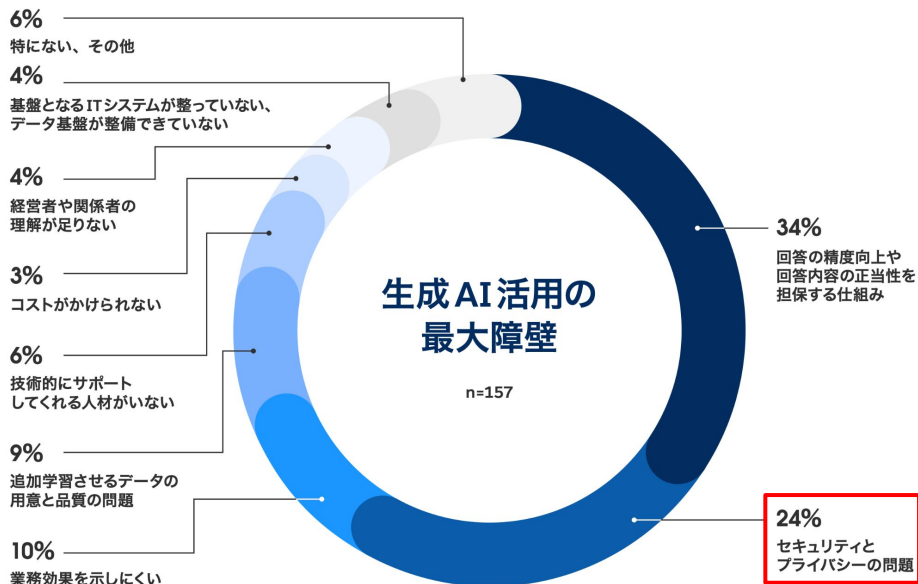 6%
特にない、その他
4%
基盤となるITシステムが整っていない、
データ基盤が整備できていない
4%
経営者や関係者の
理解が足りない
3%
コストがかけられない
6%
技術的にサポート
してくれる人材がいない
9%
追加学習させるデータの
用意と品質の問題
10%
業務効果を示しにくい
生成AI活用の
最大障壁
n=157
34%
回答の精度向上や
回答内容の正当性を
担保する仕組み
24%
セキュリティと
プライバシーの問題